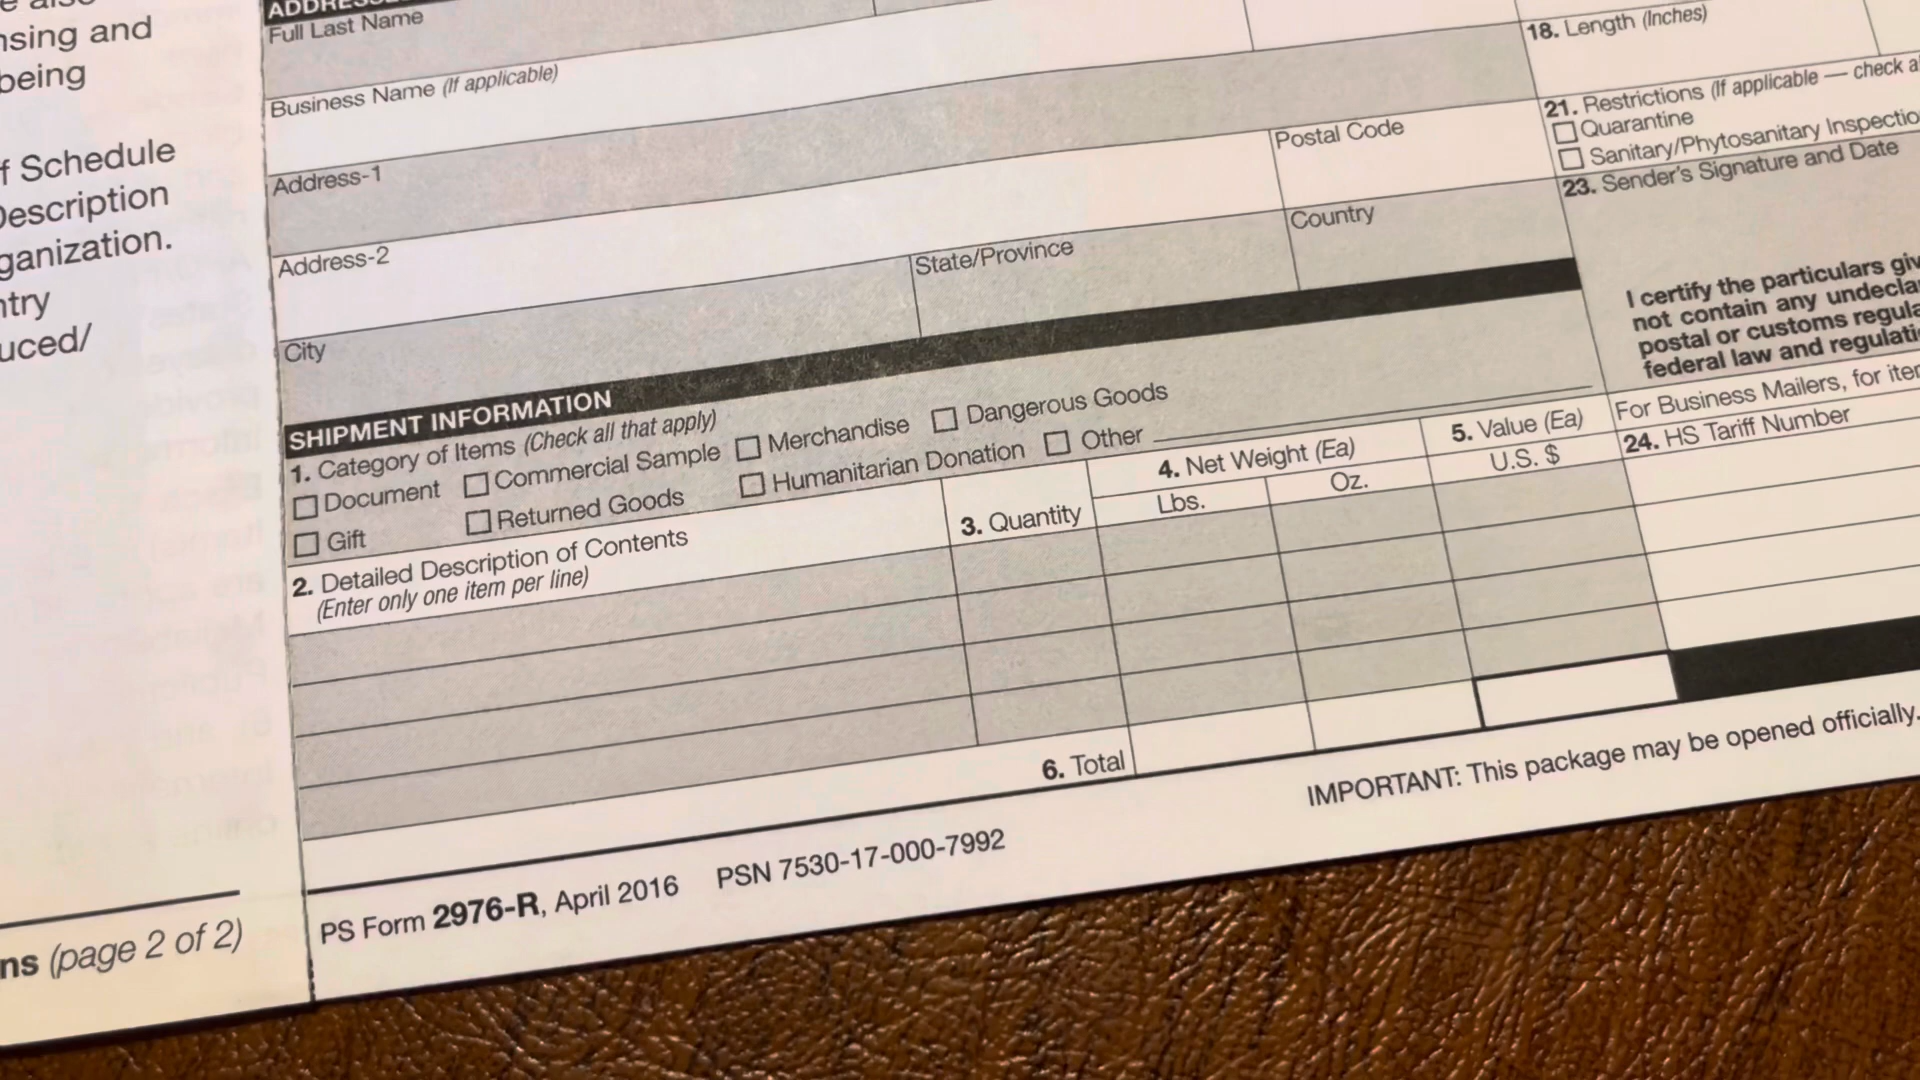 nsing and
being
f Schedule
Description
ganization.
ntry
uced/
ns (page 2 of 2)
Full Last Name
Business Name (If applicable)
Address-1
Address-2
Postal Code
City
State/Province
Country
SHIPMENT INFORMATION
1. Category of Items (Check all that apply)
Document
Commercial Sample
Merchandise
Dangerous Goods
Gift
Returned Goods
Humanitarian Donation
Other
2. Detailed Description of Contents
(Enter only one item per line)
3. Quantity
4. Net Weight (Ea)
Lbs.
Oz.
5. Value (Ea)
U.S. $
6. Total
18. Length (Inches)
21. Restrictions (If applicable — check a
Quarantine
Sanitary/Phytosanitary Inspectio
23. Sender's Signature and Date
I certify the particulars giv
not contain any undecla
postal or customs regula
federal law and regulati
For Business Mailers, for iter
24. HS Tariff Number
IMPORTANT: This package may be opened officially.
PS Form 2976-R, April 2016 PSN 7530-17-000-7992